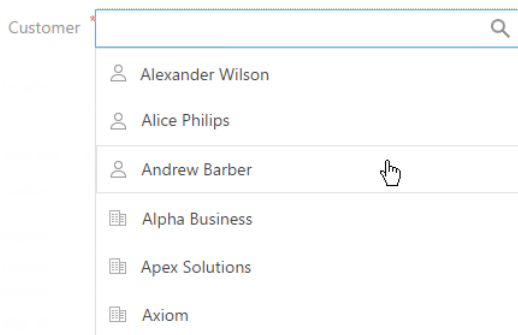 Customer *
Alexander Wilson
Alice Philips
Andrew Barber
Alpha Business
Apex Solutions
Axiom